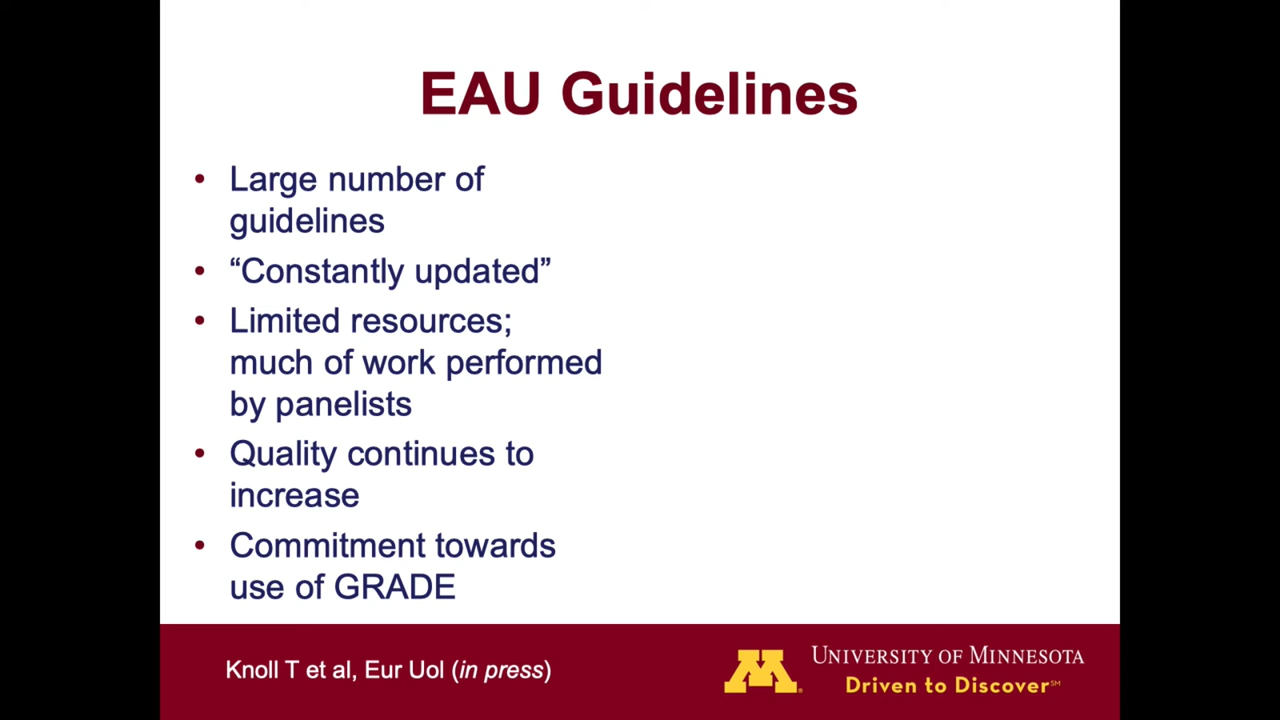 EAU Guidelines
• Large number of
guidelines
• “Constantly updated”
• Limited resources;
much of work performed
by panelists
• Quality continues to
increase
• Commitment towards
use of GRADE
Knoll T et al, Eur Uol (in press)
UNIVERSITY OF MINNESOTA
Driven to Discover℠